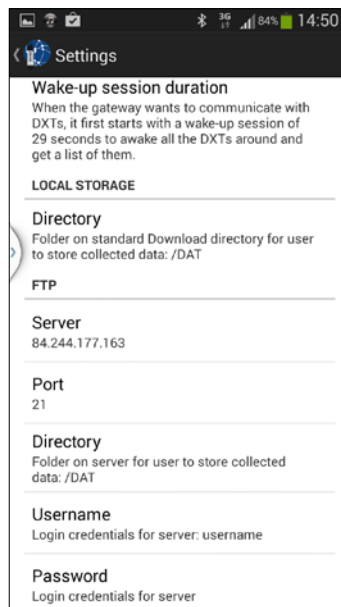 3G 84% 14:50
Settings
Wake-up session duration
When the gateway wants to communicate with
DXTs, it first starts with a wake-up session of
29 seconds to awake all the DXTs around and
get a list of them.
LOCAL STORAGE
Directory
Folder on standard Download directory for user
to store collected data: /DAT
FTP
Server
84.244.177.163
Port
21
Directory
Folder on server for user to store collected
data: /DAT
Username
Login credentials for server: username
Password
Login credentials for server